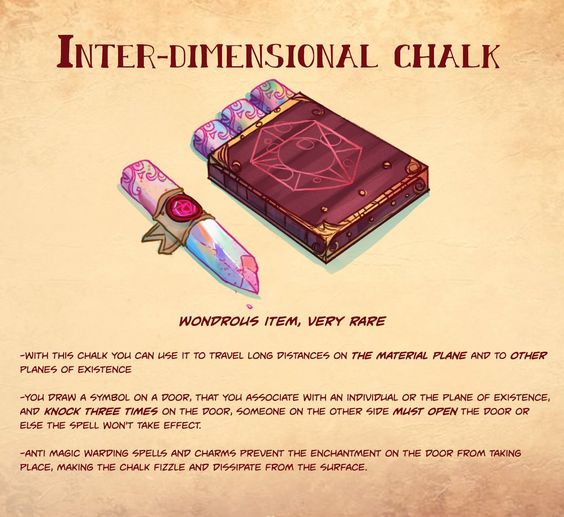 Inter-dimensional chalk
wondrous item, very rare
-with this chalk you can use it to travel long distances on the material plane and to other
planes of existence
-you draw a symbol on a door, that you associate with an individual or the plane of existence,
and knock three times on the door, someone on the other side must open the door or
else the spell won't take effect.
-anti magic warding spells and charms prevent the enchantment on the door from taking
place, making the chalk fizzle and dissipate from the surface.